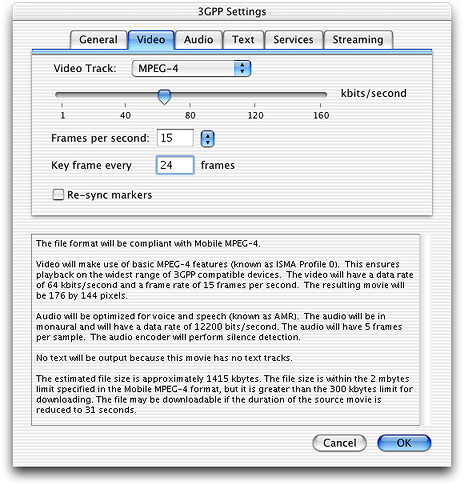 3GPP Settings
General Video Audio Text Services Streaming
Video Track: MPEG-4
kbits/second
1 40 80 120 160
Frames per second: 15
Key frame every 24 frames
Re-sync markers
The file format will be compliant with Mobile MPEG-4.
Video will make use of basic MPEG-4 features (known as ISMA Profile 0). This ensures
playback on the widest range of 3GPP compatible devices. The video will have a data rate
of 64 kbits/second and a frame rate of 15 frames per second. The resulting movie will
be 176 by 144 pixels.
Audio will be optimized for voice and speech (known as AMR). The audio will be in
monaural and will have a data rate of 12200 bits/second. The audio will have 5 frames
per sample. The audio encoder will perform silence detection.
No text will be output because this movie has no text tracks.
The estimated file size is approximately 1415 kbytes. The file size is within the 2 mbytes
limit specified in the Mobile MPEG-4 format, but it is greater than the 300 kbytes limit for
downloading. The file may be downloadable if the duration of the source movie is
reduced to 31 seconds.
Cancel OK